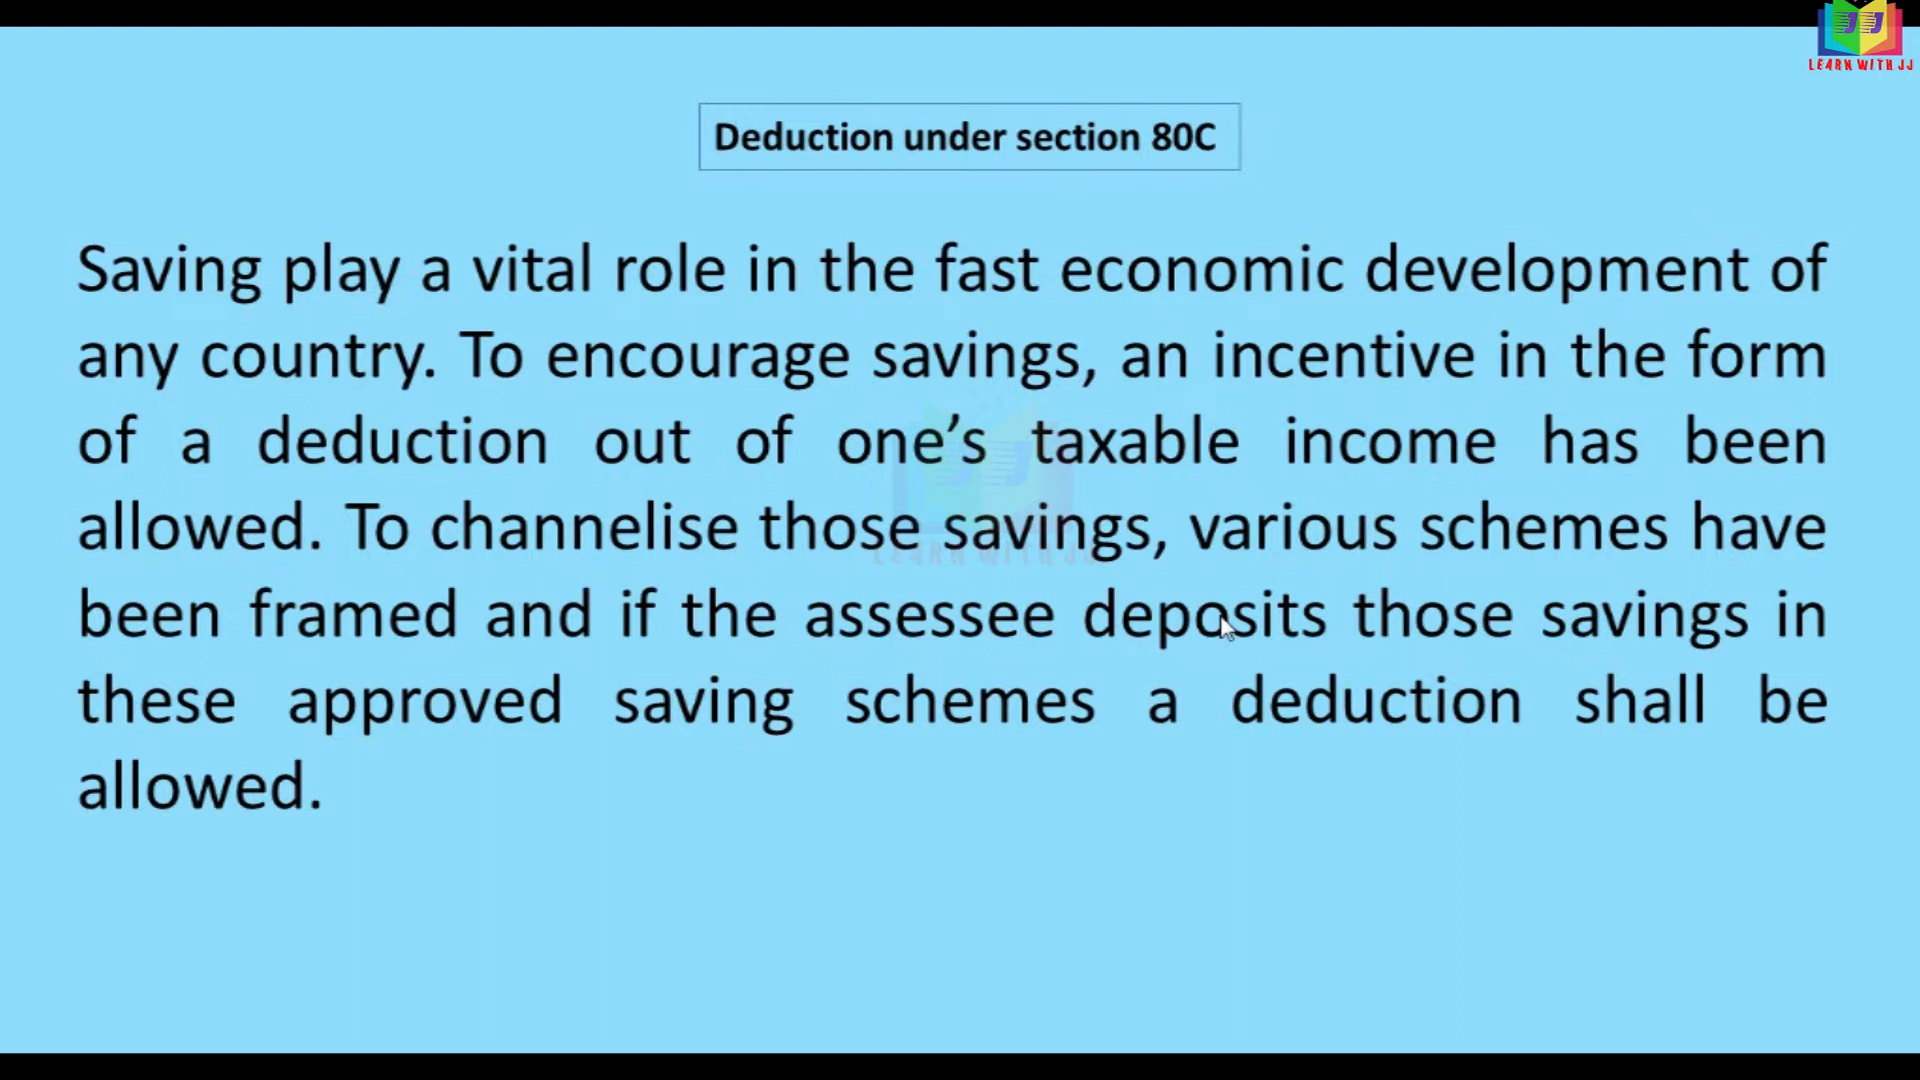 LEARN WITH JJ
Deduction under section 80C
Saving play a vital role in the fast economic development of
any country. To encourage savings, an incentive in the form
of a deduction out of one’s taxable income has been
allowed. To channelise those savings, various schemes have
been framed and if the assessee deposits those savings in
these approved saving schemes a deduction shall be
allowed.
LEARN WITH JJ